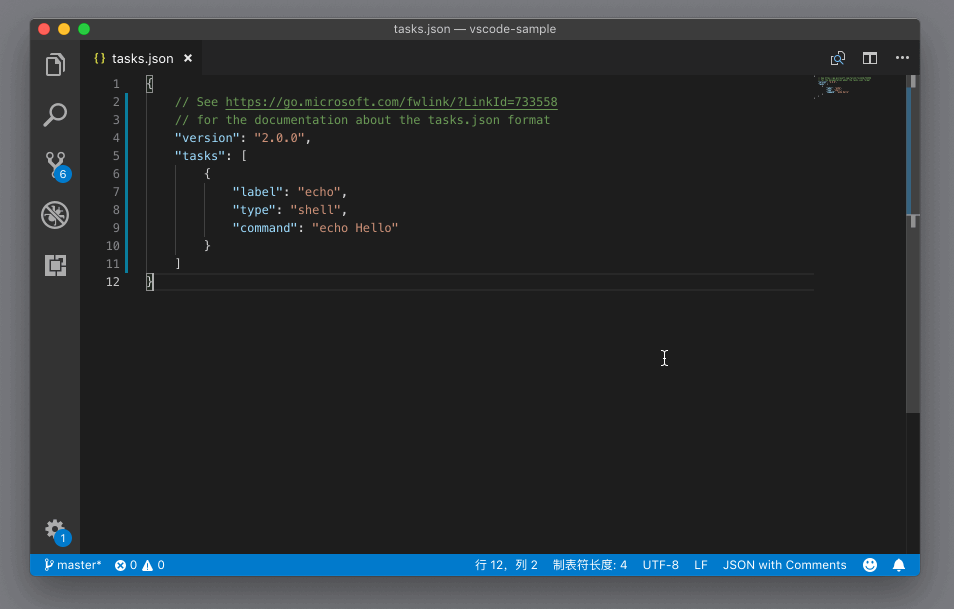 tasks.json — vscode-sample
{} tasks.json ×
1 {
2 // See https://go.microsoft.com/fwlink/?LinkId=733558
3 // for the documentation about the tasks.json format
4 "version": "2.0.0",
5 "tasks": [
6 {
7 "label": "echo",
8 "type": "shell",
9 "command": "echo Hello"
10 }
11 ]
12 }
6
1
master* 0 0 行 12，列 2 制表符长度: 4 UTF-8 LF JSON with Comments